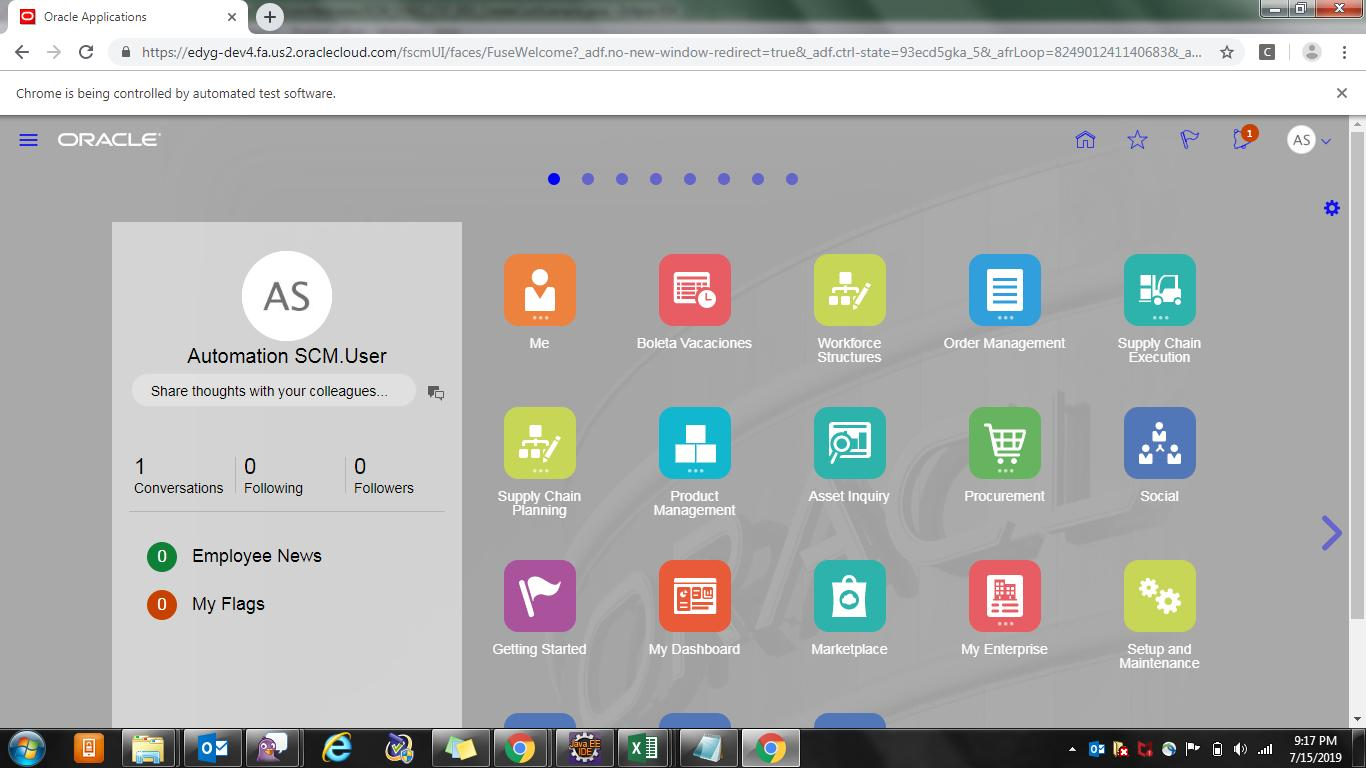 Oracle Applications
https://edyg-dev4.fa.us2.oraclecloud.com/fscmUI/faces/FuseWelcome?_adf.no-new-window-redirect=true&_adf.ctrl-state=93ecd5gka_5&_afrLoop=8249012411140683&_a...
C
Chrome is being controlled by automated test software.
ORACLE
1
AS
AS
Automation SCM.User
Share thoughts with your colleagues...
1
Conversations
0
Following
0
Followers
0 Employee News
0 My Flags
Me
Boleta Vacaciones
Workforce
Structures
Order Management
Supply Chain
Execution
Supply Chain
Planning
Product
Management
Asset Inquiry
Procurement
Social
Getting Started
My Dashboard
Marketplace
My Enterprise
Setup and
Maintenance
Java EE
IDE
9:17 PM
7/15/2019